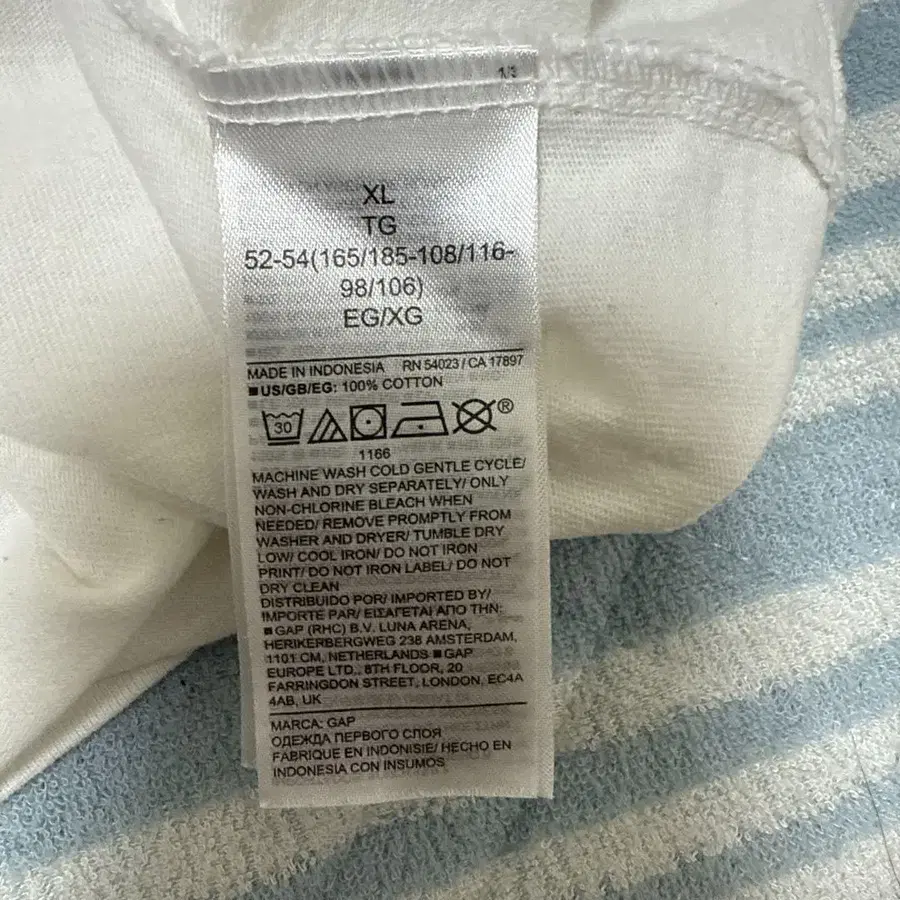 1/3
XL
TG
52-54(165/185-108/116-
98/106)
EG/XG
MADE IN INDONESIA RN 54023 / CA 17897
■US/GB/EG: 100% COTTON
30 ®
1166
MACHINE WASH COLD GENTLE CYCLE/
WASH AND DRY SEPARATELY/ ONLY
NON-CHLORINE BLEACH WHEN
NEEDED/ REMOVE PROMPTLY FROM
WASHER AND DRYER/ TUMBLE DRY
LOW/ COOL IRON/ DO NOT IRON
PRINT/ DO NOT IRON LABEL/ DO NOT
DRY CLEAN
DISTRIBUIDO POR/ IMPORTED BY/
IMPORTE PAR/ ΕΙΣΑΓΕΤΑΙ ΑΠΟ ΤΗΝ:
■GAP (RHC) B.V. LUNA ARENA,
HERIKERBERGWEG 238 AMSTERDAM,
1101 CM, NETHERLANDS ■GAP
EUROPE LTD., 8TH FLOOR, 20
FARRINGDON STREET, LONDON, EC4A
4AB, UK
MARCA: GAP
ОДЕЖДА ПЕРВОГО СЛОЯ
FABRIQUE EN INDONISIE/ HECHO EN
INDONESIA CON INSUMOS